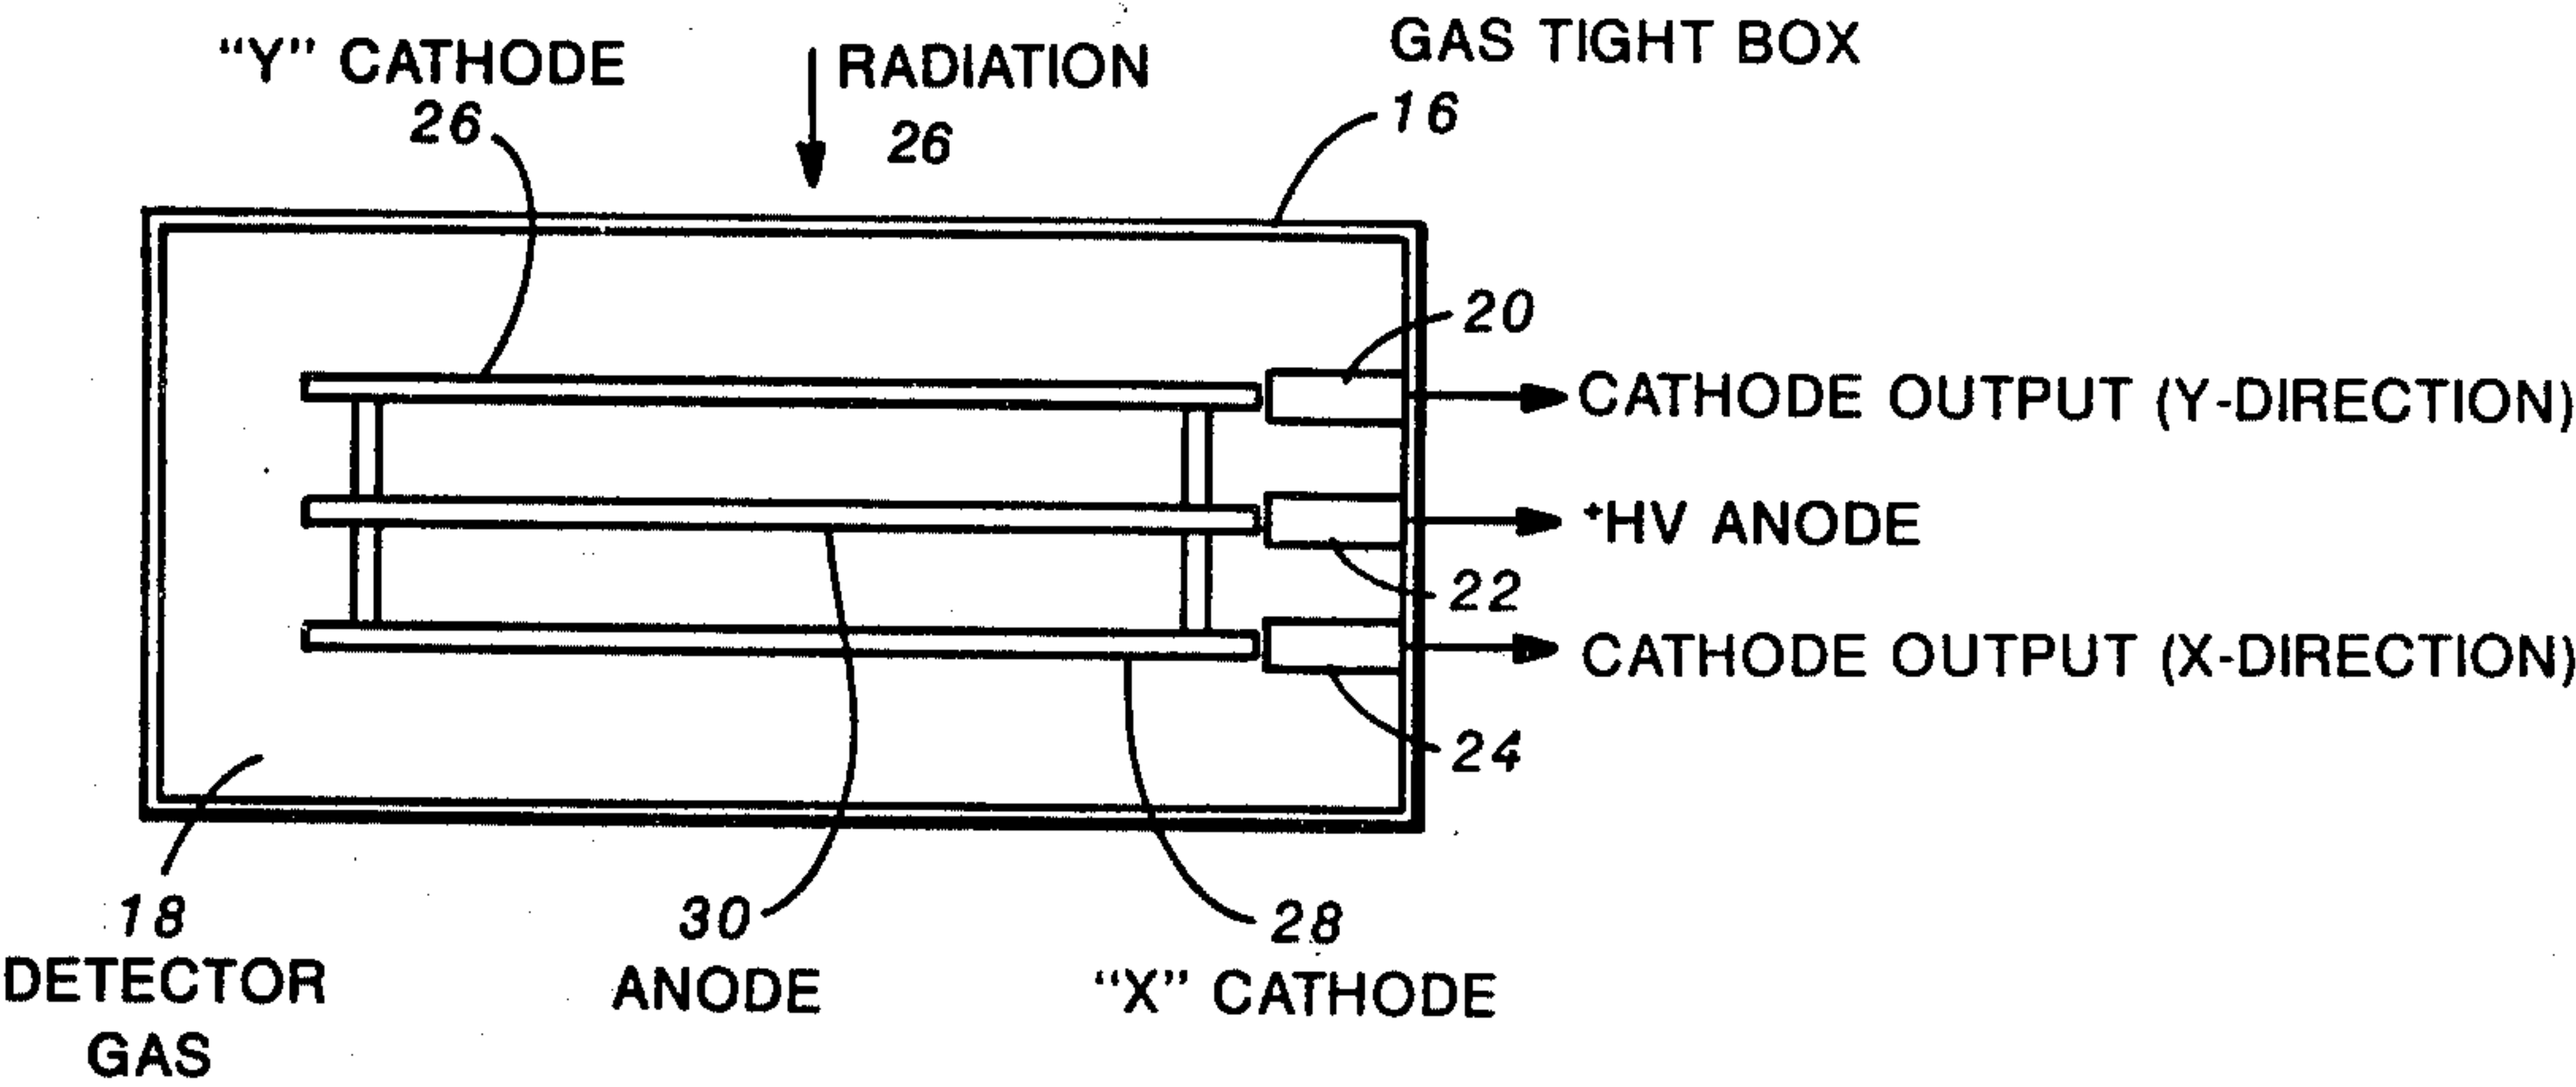 "Y" CATHODE
26
RADIATION
26
GAS TIGHT BOX
16
20
CATHODE OUTPUT (Y-DIRECTION)
+HV ANODE
22
CATHODE OUTPUT (X-DIRECTION)
24
18
DETECTOR
GAS
30
ANODE
28
"X" CATHODE